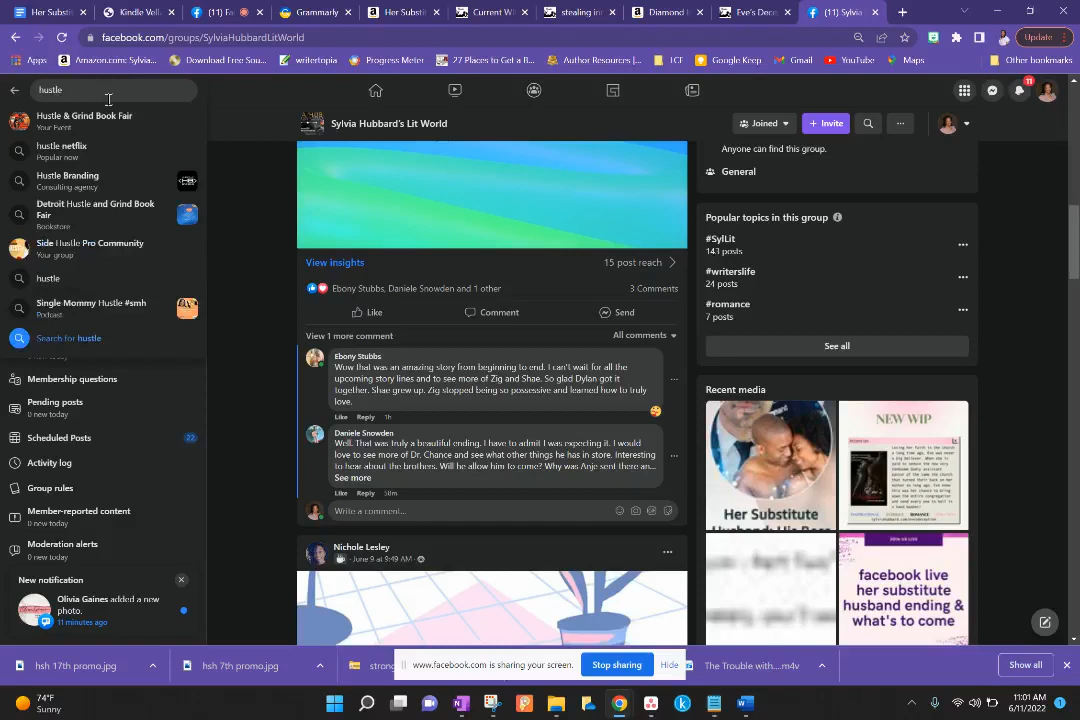 Her Substit
Kindle Vella
(11) Fa
Grammarly
Her Substit
Current Wi
stealing inn
Diamond I
Eve's Dece
(11) Sylvia
facebook.com/groups/SylviaHubbardLitWorld
Update
Apps
Amazon.com: Sylvia...
Download Free Sou...
writertopia
Progress Meter
27 Places to Get a B...
Author Resources |...
LCF
Google Keep
Gmail
YouTube
Maps
Other bookmarks
hustle
11
Hustle & Grind Book Fair
Your Event
hustle netflix
Popular now
Hustle Branding
Consulting agency
Detroit Hustle and Grind Book
Fair
Bookstore
Side Hustle Pro Community
Your group
hustle
Single Mommy Hustle #smh
Podcast
Search for hustle
Membership questions
Pending posts
0 new today
Scheduled Posts
22
Activity log
Group rules
Member-reported content
0 new today
Moderation alerts
0 new today
New notification
Olivia Gaines added a new
photo.
11 minutes ago
Sylvia Hubbard's Lit World
Joined
+ Invite
View insights
15 post reach
Ebony Stubbs, Daniele Snowden and 1 other
3 Comments
Like
Comment
Send
View 1 more comment
All comments
Ebony Stubbs
Wow that was an amazing story from beginning to end. I can't wait for all the
upcoming story lines and to see more of Zig and Shae. So glad Dylan got it
together. Shae grew up. Zig stopped being so possessive and learned how to truly
love.
Like Reply 1h
Daniele Snowden
Well. That was truly a beautiful ending. I have to admit I was expecting it. I would
love to see more of Dr. Chance and see what other things he has in store. Interesting
to hear about the brothers. Will he allow him to come? Why was Anje sent there an...
See more
Like Reply 50m
Write a comment...
Nichole Lesley
June 9 at 9:49 AM
Anyone can find this group.
General
Popular topics in this group
#SylLit
143 posts
#writerslife
24 posts
#romance
7 posts
See all
Recent media
Her Substitute
Husband: His Boss
NEW WIP
facebook live
her substitute
husband ending &
what's to come
hsh 17th promo.jpg
hsh 7th promo.jpg
www.facebook.com is sharing your screen.
Stop sharing
Hide
The Trouble with....m4v
Show all
74°F
Sunny
11:01 AM
6/11/2022
1